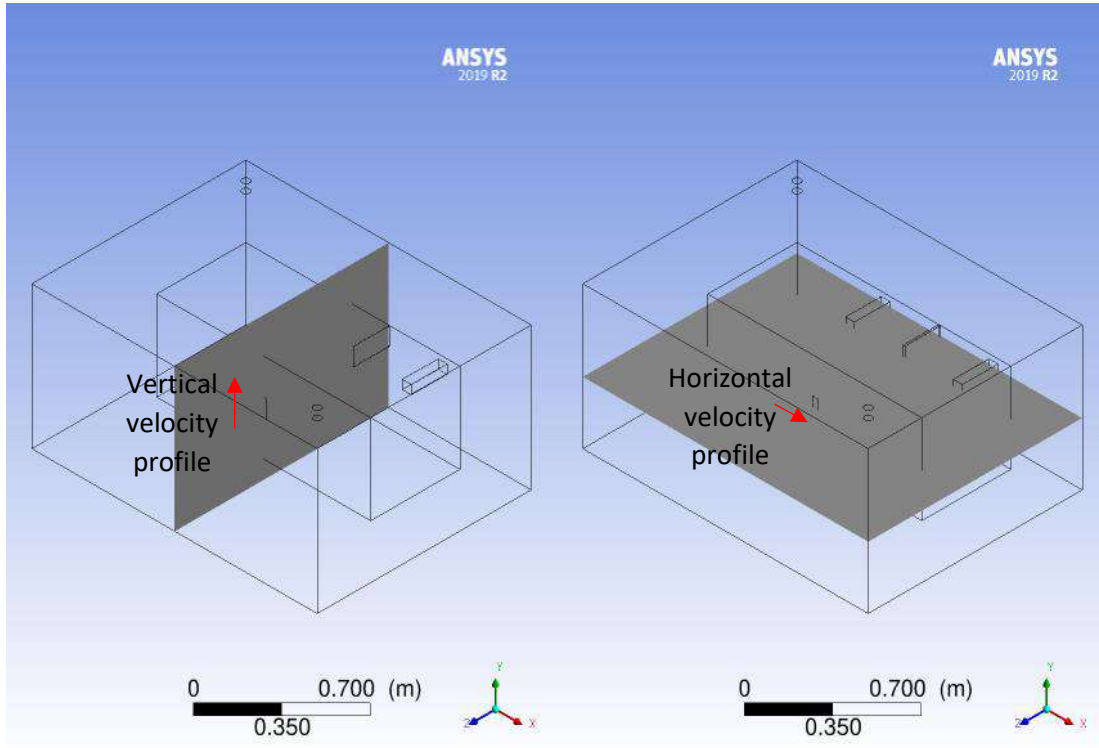 ANSYS
2019 R2
Vertical
velocity
profile
0 0.700 (m)
0.350
Y
Z X
ANSYS
2019 R2
Horizontal
velocity
profile
0 0.700 (m)
0.350
Y
Z X